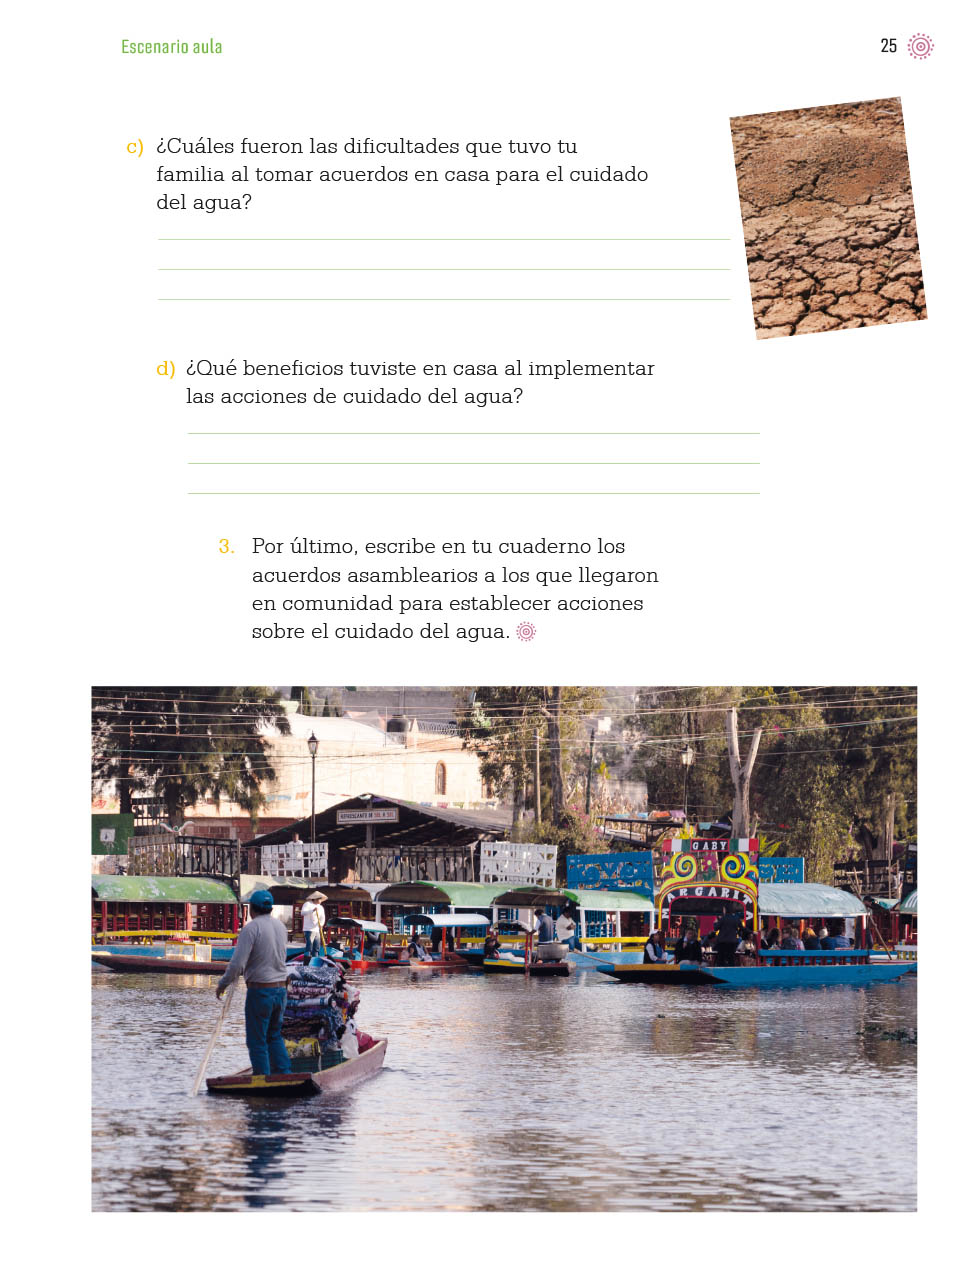 Escenario aula
25
c) ¿Cuáles fueron las dificultades que tuvo tu
familia al tomar acuerdos en casa para el cuidado
del agua?
d) ¿Qué beneficios tuviste en casa al implementar
las acciones de cuidado del agua?
3. Por último, escribe en tu cuaderno los
acuerdos asamblearios a los que llegaron
en comunidad para establecer acciones
sobre el cuidado del agua.
GABY
MARGARITA